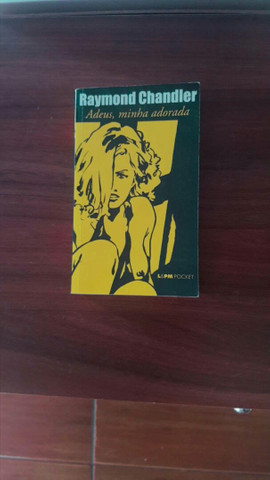 Raymond Chandler
Adeus, minha adorada
L&PM POCKET